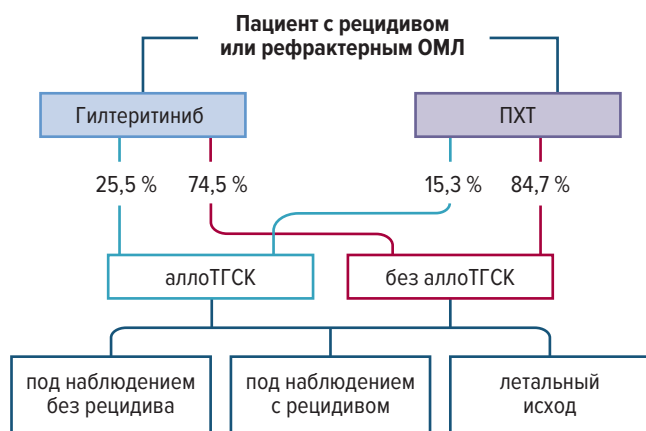 Пациент с рецидивом
или рефрактерным ОМЛ
Гилтеритиниб
ПХТ
25,5 %
74,5 %
15,3 %
84,7 %
аллоТГСК
без аллоТГСК
под наблюдением
без рецидива
под наблюдением
с рецидивом
летальный
исход